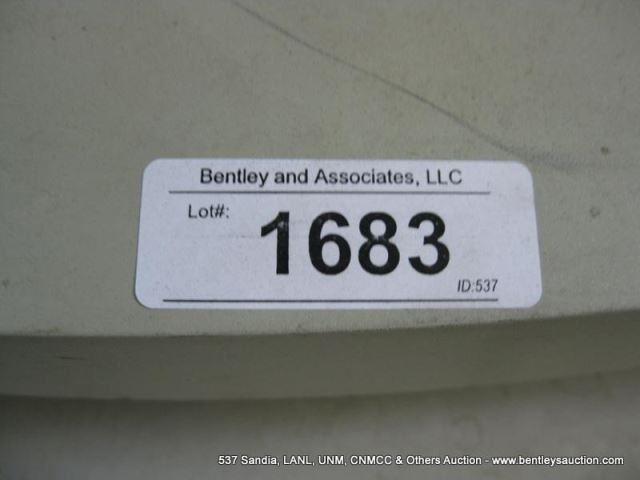 Bentley and Associates, LLC
Lot#:
1683
ID:537
537 Sandia, LANL, UNM, CNMCC & Others Auction - www.bentleysauction.com